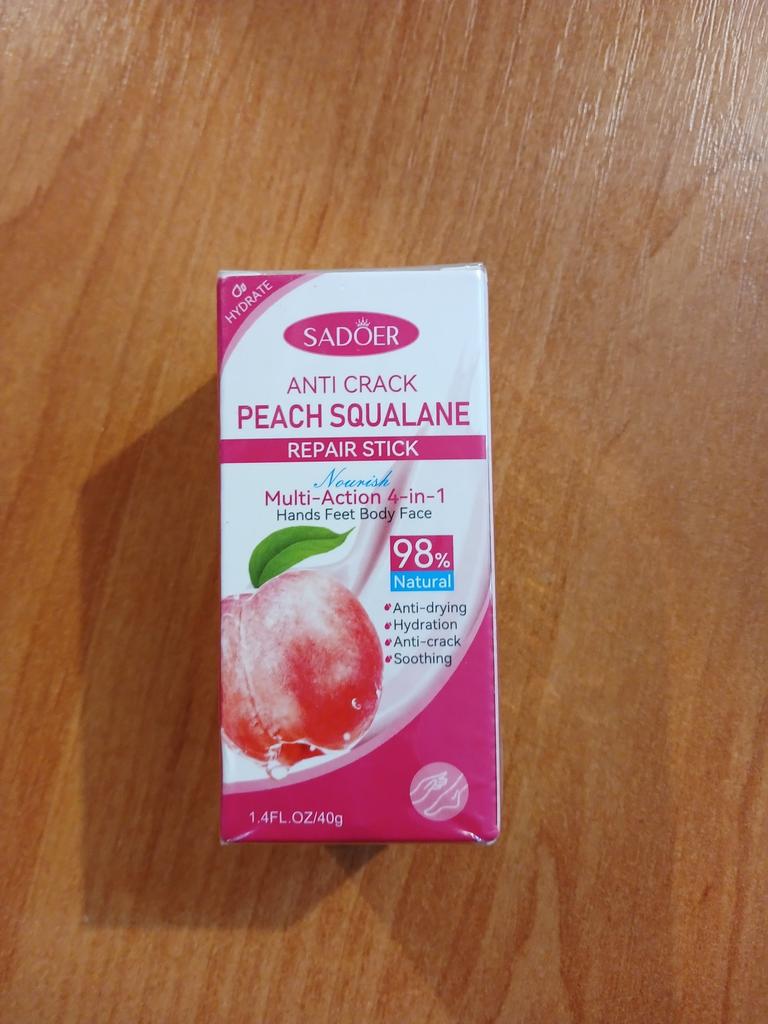 HYDRATE
SADOER
ANTI CRACK
PEACH SQUALANE
REPAIR STICK
Nourish
Multi-Action 4-in-1
Hands Feet Body Face
98%
Natural
Anti-drying
Hydration
Anti-crack
Soothing
1.4FL.OZ/40g